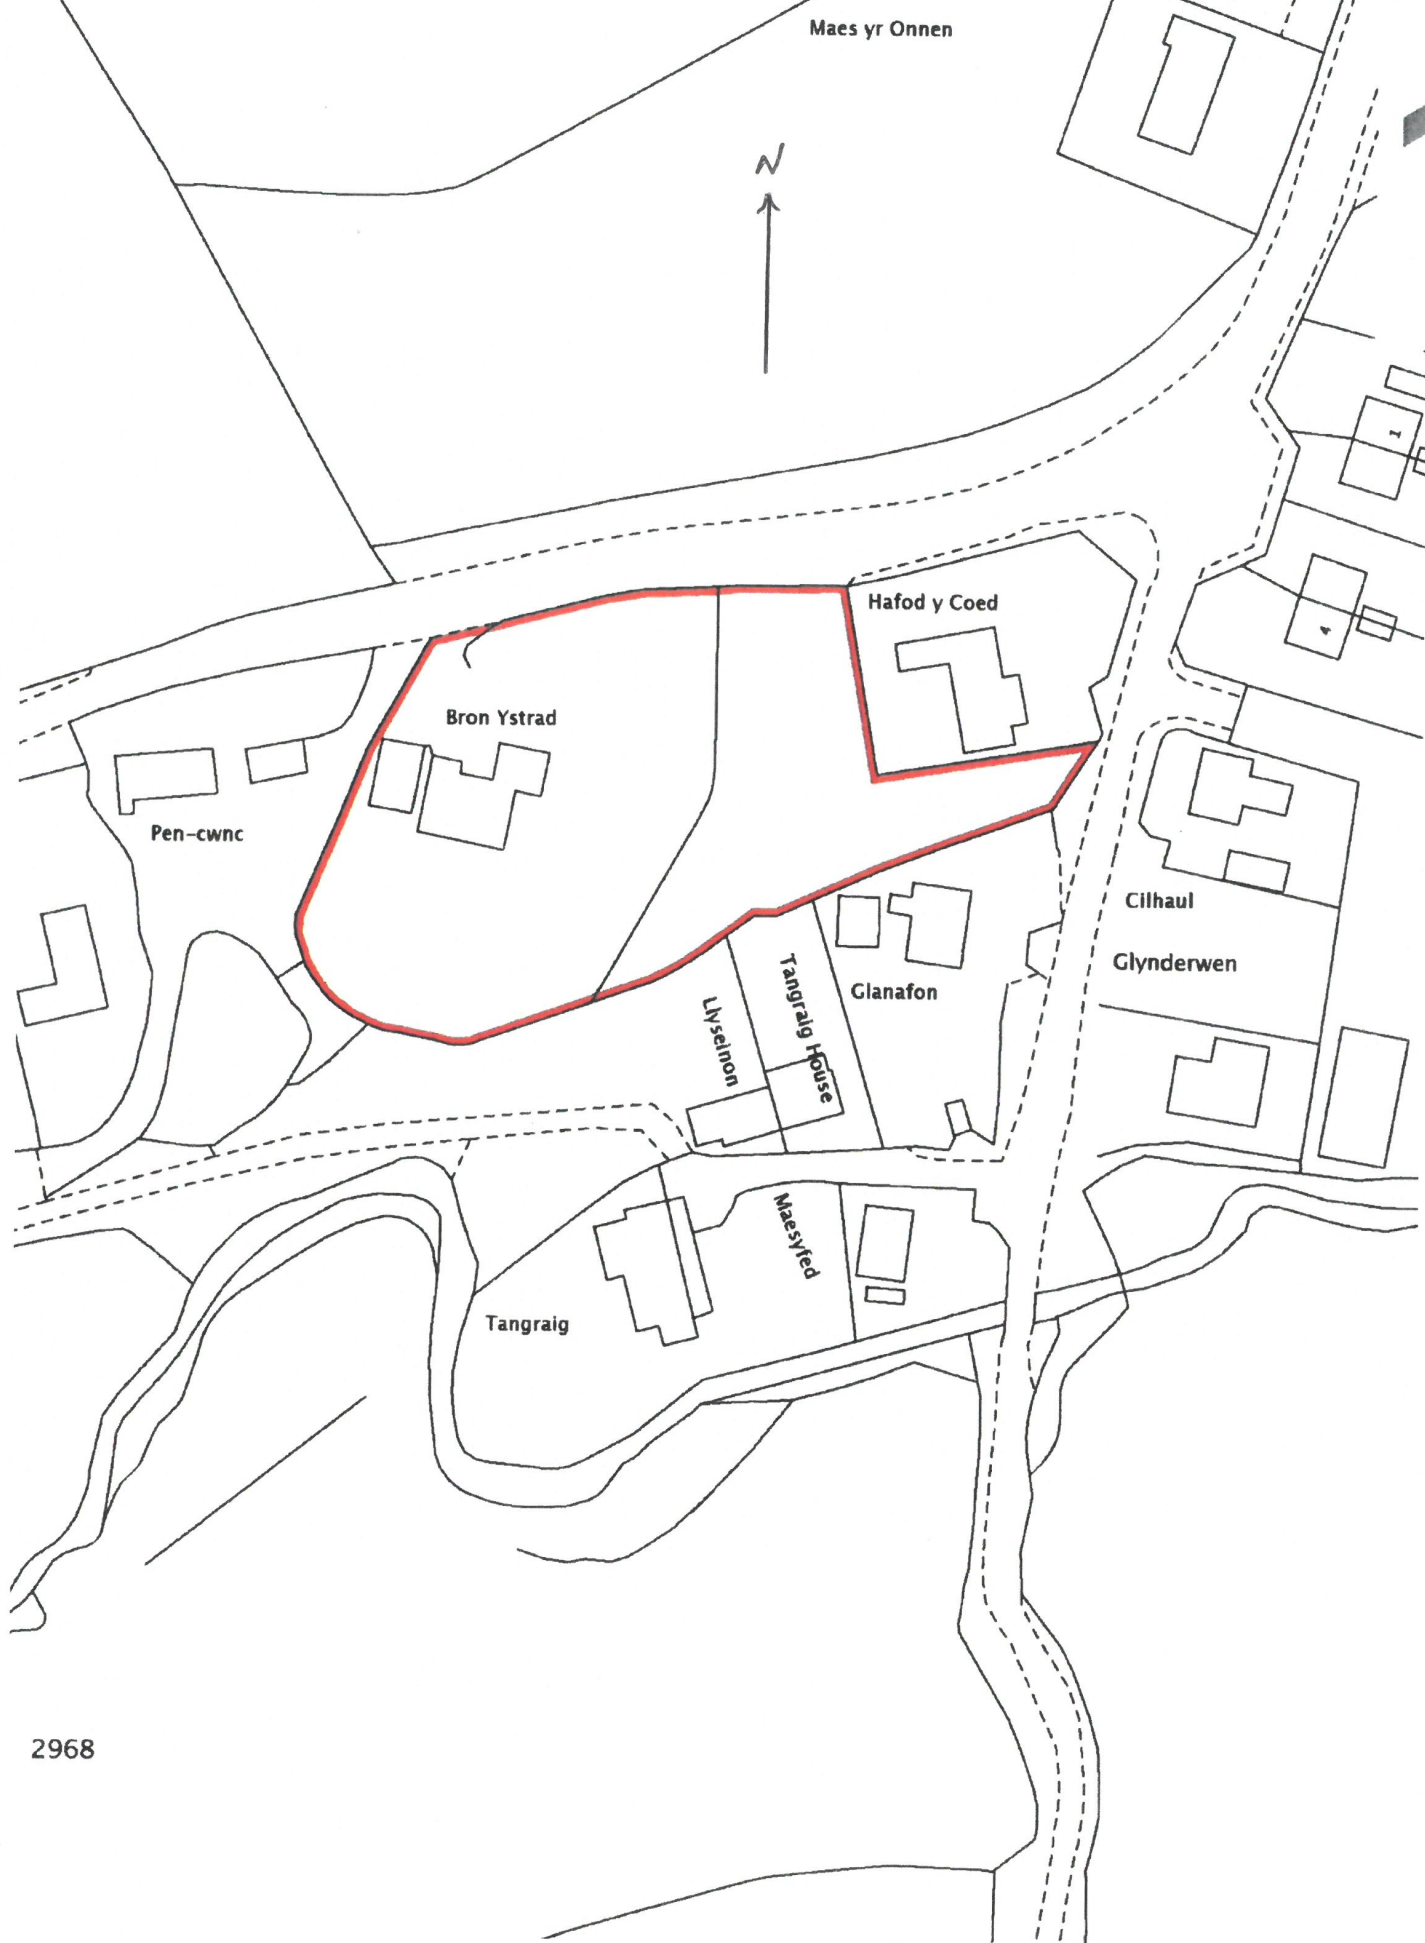 Maes yr Onnen
N
1
Hafod y Coed
4
Bron Ystrad
Pen-cwnc
Cilhaul
Glynderwen
Tangraig House
Glanafon
Llyseinon
Maesyfed
Tangraig
2968